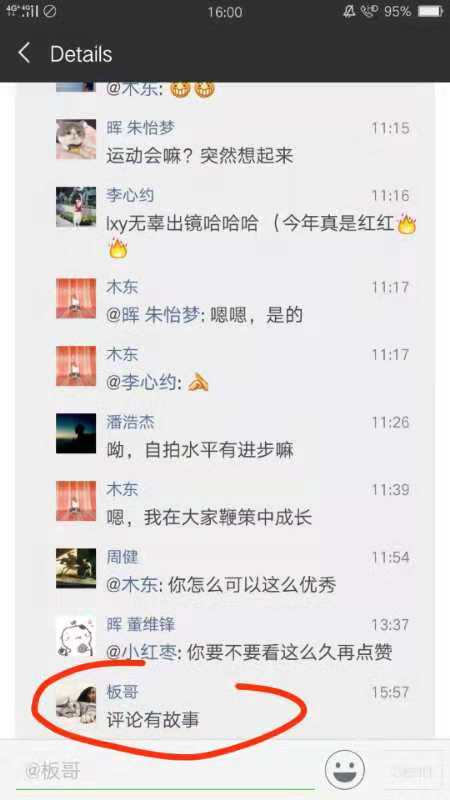 4G+ 4G
16:00
95%
Details
@木东:
晖 朱怡梦 11:15
运动会嘛？突然想起来
李心约 11:16
lxy无辜出镜哈哈哈（今年真是红红🔥
🔥
木东 11:17
@晖 朱怡梦: 嗯嗯，是的
木东 11:17
@李心约:
潘浩杰 11:26
呦，自拍水平有进步嘛
木东 11:39
嗯，我在大家鞭策中成长
周健 11:54
@木东: 你怎么可以这么优秀
晖 董维锋 13:37
@小红枣: 你要不要看这么久再点赞
板哥 15:57
评论有故事
@板哥